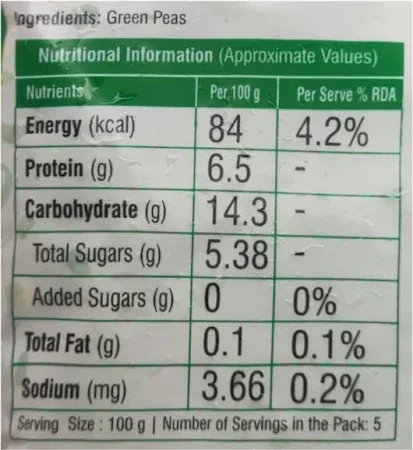 Ingredients: Green Peas
Nutritional Information (Approximate Values)
Nutrients Per 100 g Per Serve % RDA
Energy (kcal) 84 4.2%
Protein (g) 6.5 -
Carbohydrate (g) 14.3 -
Total Sugars (g) 5.38 -
Added Sugars (g) 0 0%
Total Fat (g) 0.1 0.1%
Sodium (mg) 3.66 0.2%
Serving Size : 100 g | Number of Servings in the Pack: 5